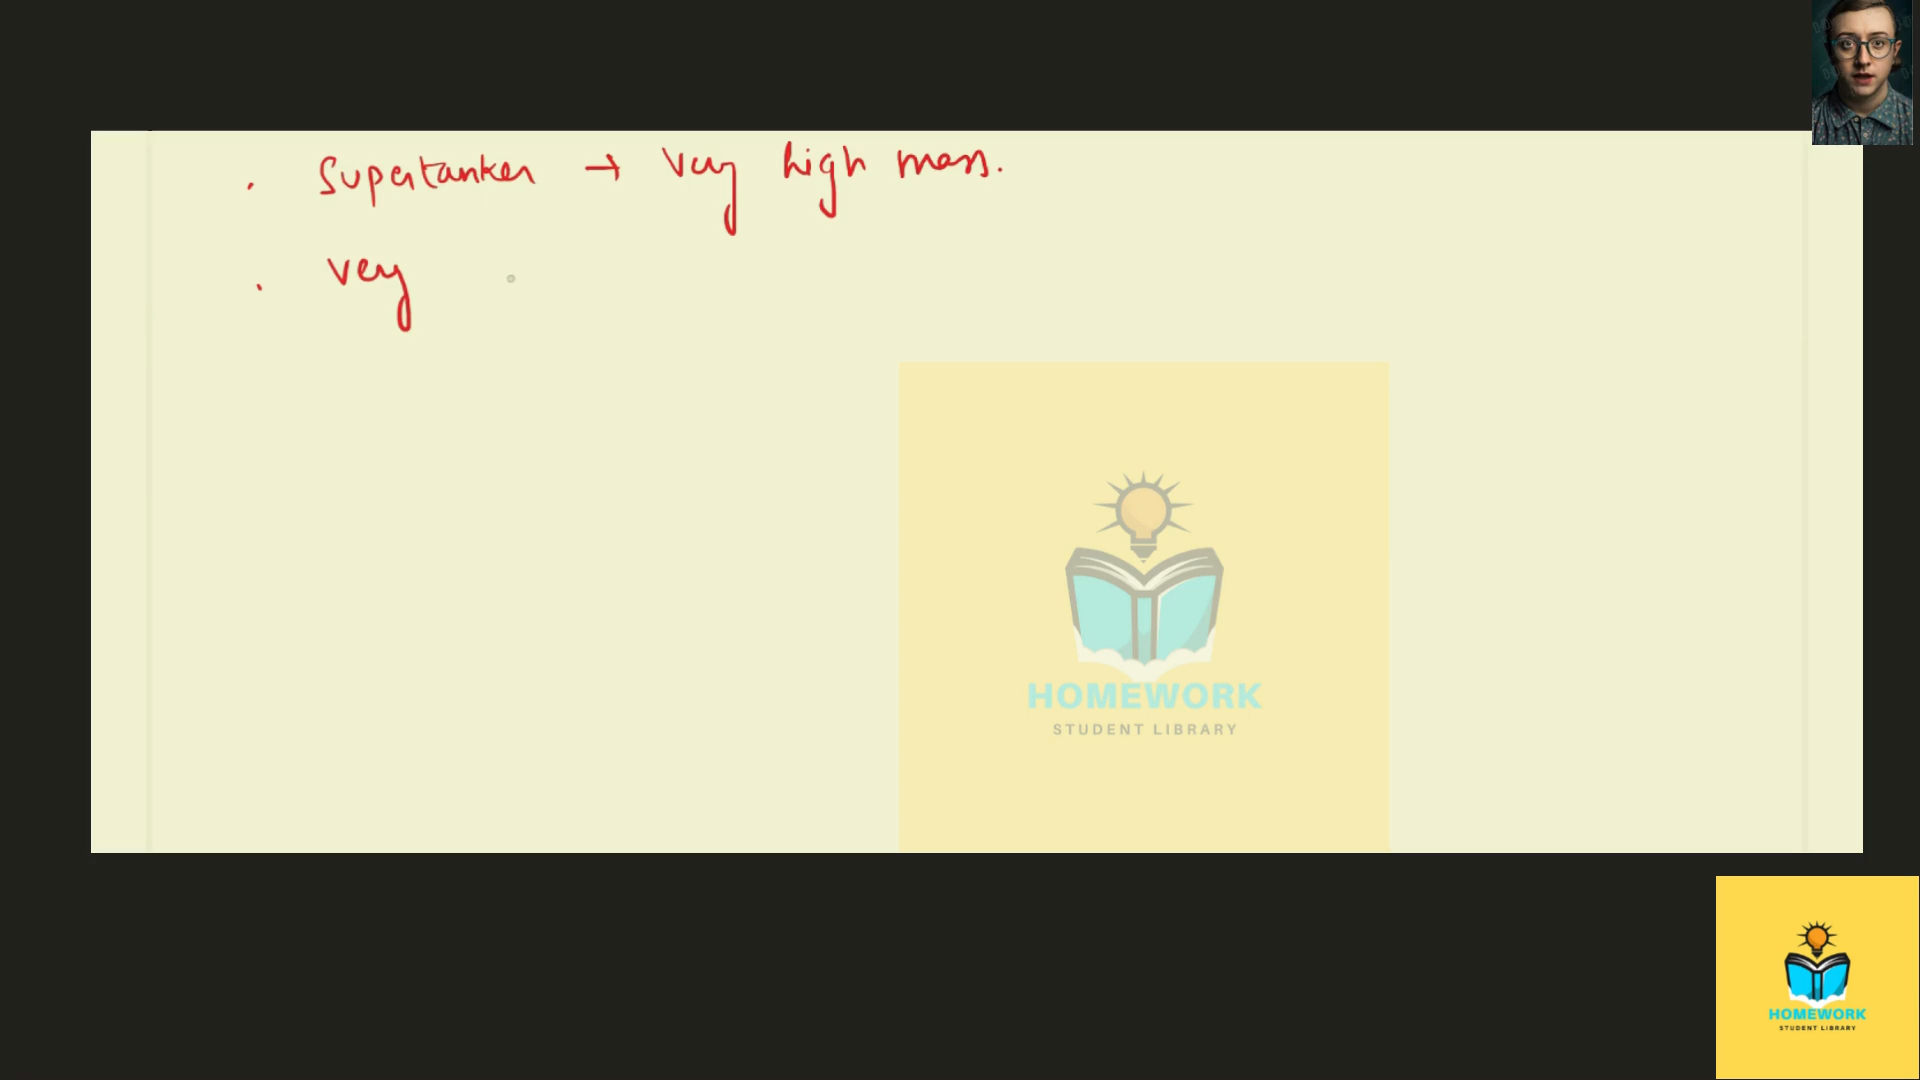 . Supertanker → Very high mass.
. Very
HOMEWORK
STUDENT LIBRARY
HOMEWORK
STUDENT LIBRARY